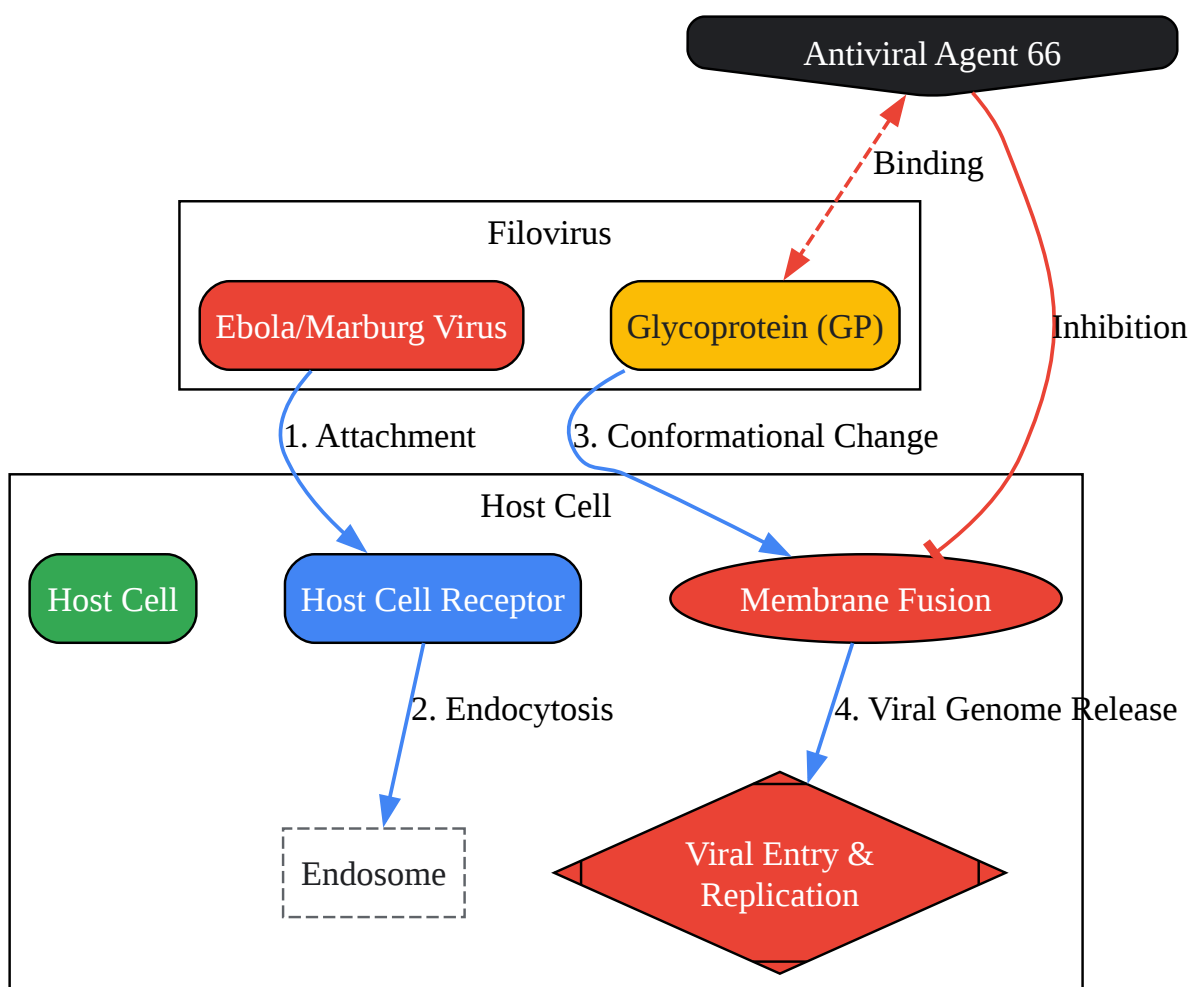 Antiviral Agent 66
Binding
Filovirus
Ebola/Marburg Virus
Glycoprotein (GP)
Inhibition
1. Attachment
3. Conformational Change
Host Cell
Host Cell
Host Cell Receptor
Membrane Fusion
2. Endocytosis
4. Viral Genome Release
Endosome
Viral Entry &
Replication